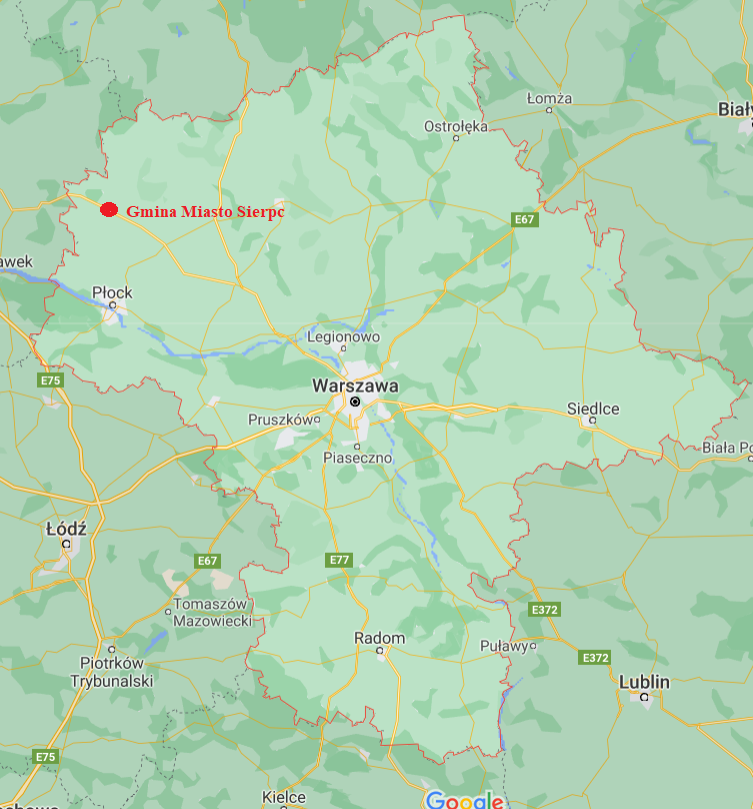 Łomża
Biały
Ostrołęka
Gmina Miasto Sierpc
E67
awek
Płock
Legionowo
E75
Warszawa
Siedlce
Pruszków
Piaseczno
Biała Po
Łódź
E67
E77
Tomaszów
Mazowiecki
E372
Radom
Puławy
Piotrków
Trybunalski
E372
Lublin
E75
Kielce
Google